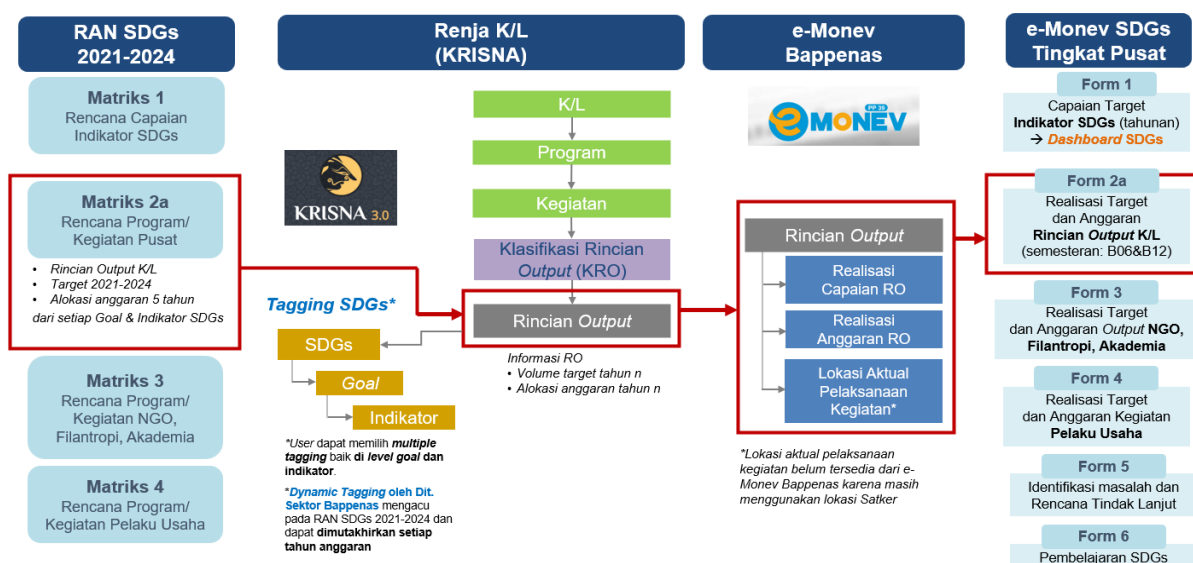 RAN SDGs
2021-2024
Matriks 1
Rencana Capaian
Indikator SDGs
Matriks 2a
Rencana Program/
Kegiatan Pusat
• Rincian Output K/L
• Target 2021-2024
• Alokasi anggaran 5 tahun
dari setiap Goal & Indikator SDGs
Matriks 3
Rencana Program/
Kegiatan NGO,
Filantropi, Akademia
Matriks 4
Rencana Program/
Kegiatan Pelaku Usaha
Renja K/L
(KRISNA)
KRISNA 3.0
K/L
Program
Kegiatan
Klasifikasi Rincian
Output (KRO)
Rincian Output
Tagging SDGs*
SDGs
Goal
Indikator
Informasi RO
• Volume target tahun n
• Alokasi anggaran tahun n
*User dapat memilih multiple
tagging baik di level goal dan
indikator.
*Dynamic Tagging oleh Dit.
Sektor Bappenas mengacu
pada RAN SDGs 2021-2024 dan
dapat dimutakhirkan setiap
tahun anggaran
e-Monev
Bappenas
PP 39
eMONEV
Rincian Output
Realisasi
Capaian RO
Realisasi
Anggaran RO
Lokasi Aktual
Pelaksanaan
Kegiatan*
*Lokasi aktual pelaksanaan
kegiatan belum tersedia dari e-
Monev Bappenas karena masih
menggunakan lokasi Satker
e-Monev SDGs
Tingkat Pusat
Form 1
Capaian Target
Indikator SDGs (tahunan)
→ Dashboard SDGs
Form 2a
Realisasi Target
dan Anggaran
Rincian Output K/L
(semesteran: B06&B12)
Form 3
Realisasi Target
dan Anggaran Output NGO,
Filantropi, Akademia
Form 4
Realisasi Target
dan Anggaran Kegiatan
Pelaku Usaha
Form 5
Identifikasi masalah dan
Rencana Tindak Lanjut
Form 6
Pembelajaran SDGs